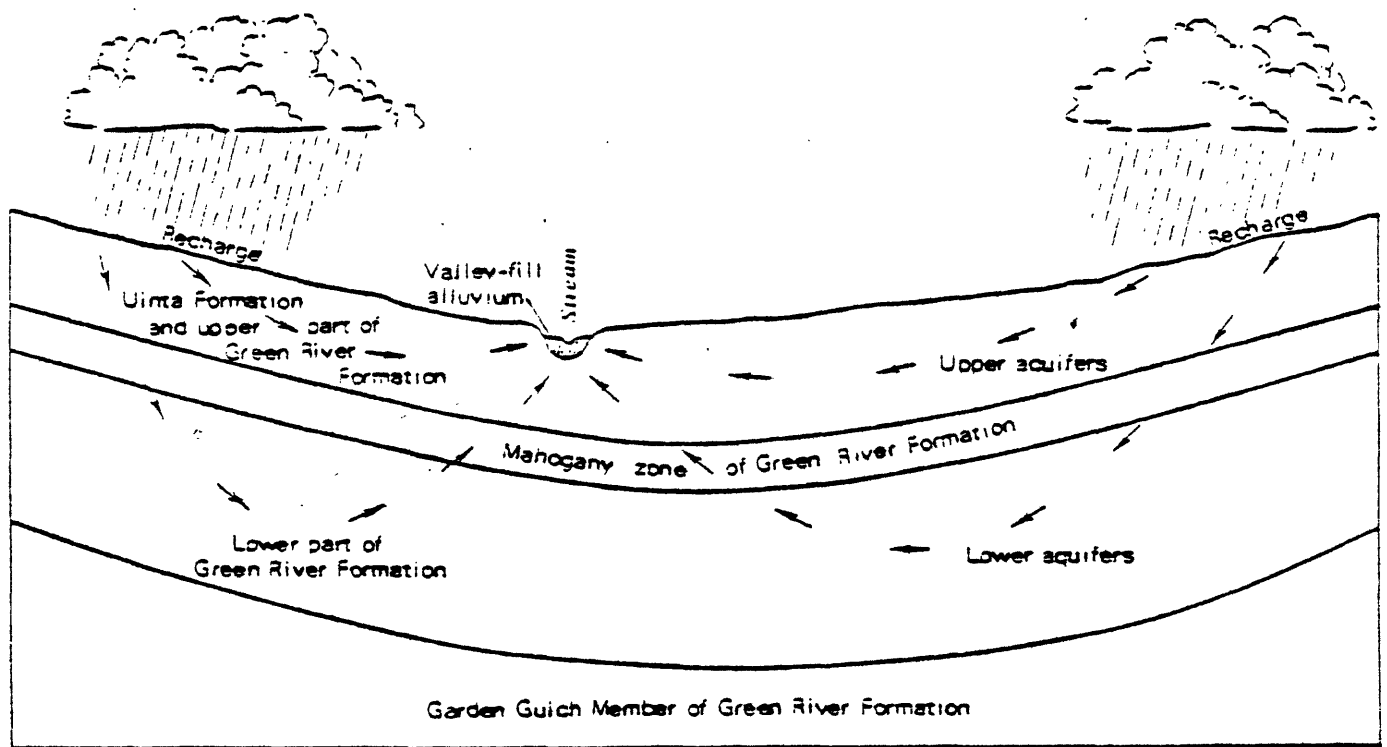 Recharge
Recharge
Valley-fill
alluvium
Stream
Uinta Formation
and upper part of
Green River
Formation
Upper aquifers
Mahogany zone of Green River Formation
Lower part of
Green River Formation
Lower aquifers
Garden Gulch Member of Green River Formation